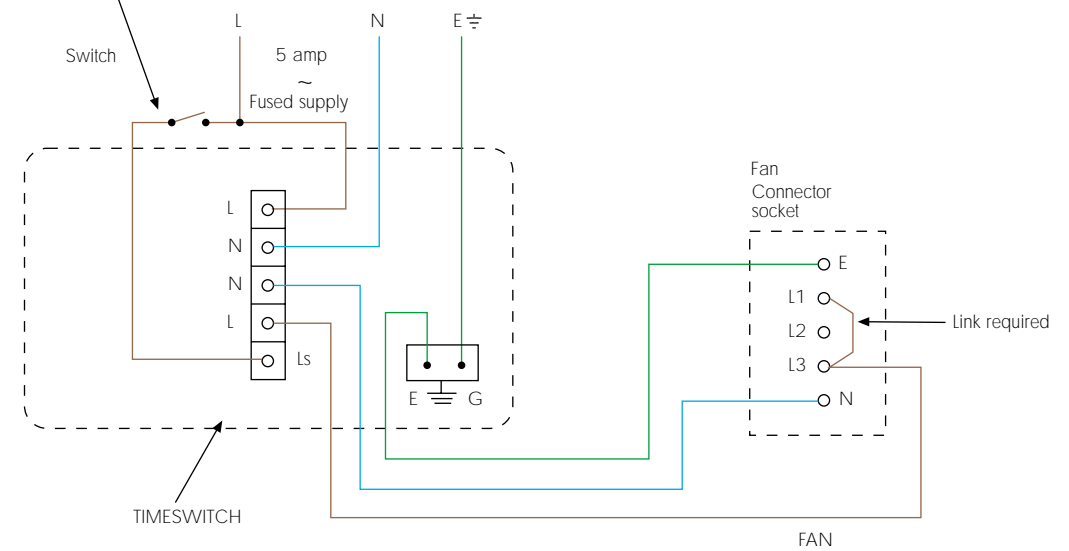 L
N
E
Switch
5 amp
~
Fused supply
Fan
Connector
socket
L
N
N
L
Ls
E
G
E
L1
L2
L3
N
Link required
TIMESWITCH
FAN